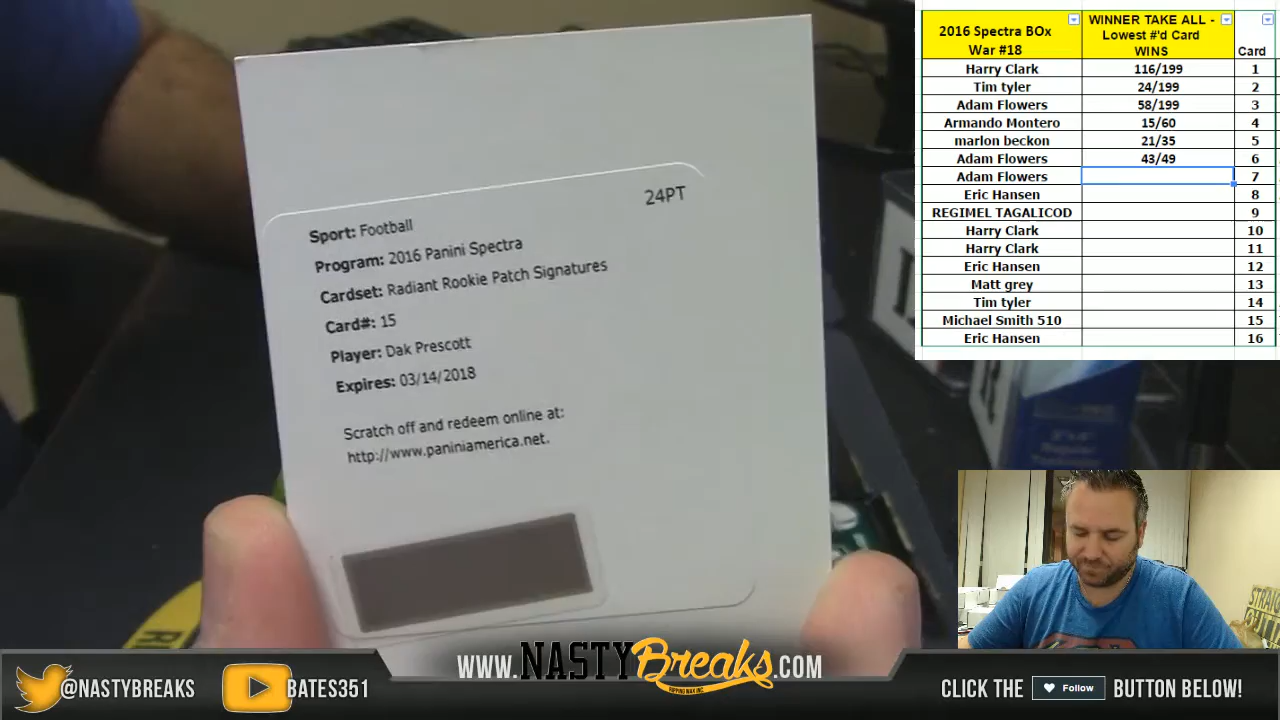 24PT
Sport: Football
Program: 2016 Panini Spectra
Cardset: Radiant Rookie Patch Signatures
Card#: 15
Player: Dak Prescott
Expires: 03/14/2018
Scratch off and redeem online at:
http://www.paniniamerica.net.
2016 Spectra BOx War #18 WINNER TAKE ALL - Lowest #'d Card WINS Card
Harry Clark 116/199 1
Tim tyler 24/199 2
Adam Flowers 58/199 3
Armando Montero 15/60 4
marlon beckon 21/35 5
Adam Flowers 43/49 6
Adam Flowers 7
Eric Hansen 8
REGIMEL TAGALICOD 9
Harry Clark 10
Harry Clark 11
Eric Hansen 12
Matt grey 13
Tim tyler 14
Michael Smith 510 15
Eric Hansen 16
@NASTYBREAKS
BATES351
WWW.NASTYBreaks.COM
RIPPING WAX INC.
CLICK THE Follow BUTTON BELOW!